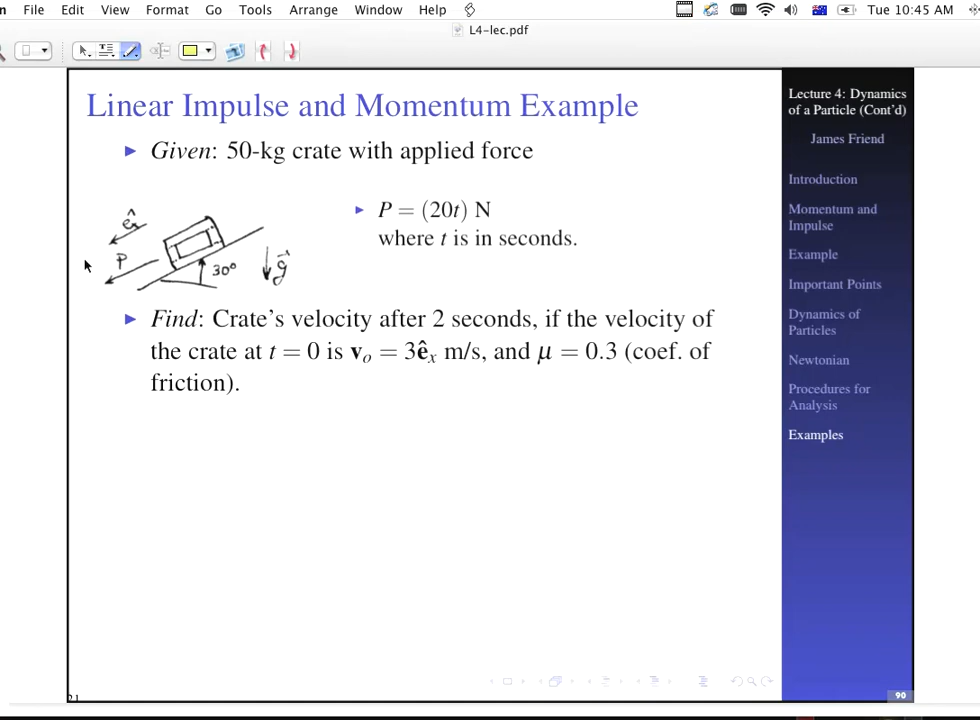 File Edit View Format Go Tools Arrange Window Help Tue 10:45 AM
L4-lec.pdf
Linear Impulse and Momentum Example
Given: 50-kg crate with applied force
P = (20t) N
where t is in seconds.
êₓ
P
30°
g⃗
Find: Crate's velocity after 2 seconds, if the velocity of
the crate at t = 0 is vₒ = 3êₓ m/s, and μ = 0.3 (coef. of
friction).
Lecture 4: Dynamics
of a Particle (Cont'd)
James Friend
Introduction
Momentum and
Impulse
Example
Important Points
Dynamics of
Particles
Newtonian
Procedures for
Analysis
Examples
90